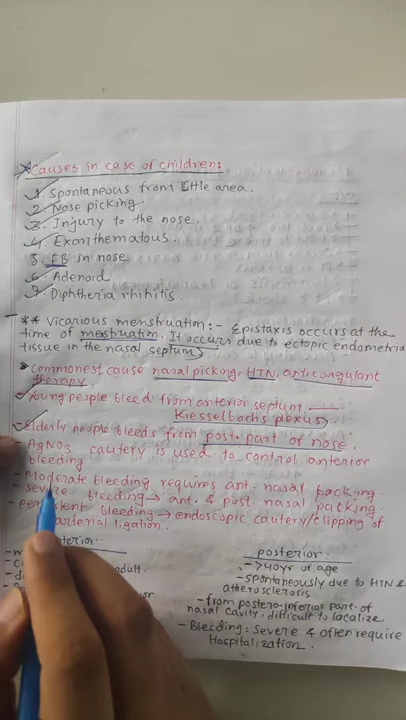 Causes in case of children:
1. Spontaneous from little area.
2. Nose picking.
3. Injury to the nose.
4. Exanthematous.
5. FB in nose
6. Adenoid
7. Diphtheria rhihitis
** Vicarious menstruation:- Epistaxis occurs at the
time of menstruation. It occurs due to ectopic endometria
tissue in the nasal septum
Commonest cause nasal picking, HTN, anticoagulant
therapy.
Young people bleed from anterior septum
Kiesselbach's plexus.
Elderly people bleeds from post. part of nose.
- AgNO3 cautery is used to control anterior
bleeding.
- Moderate bleeding requires ant. nasal packing.
- severe bleeding → ant. & post. nasal packing.
bleeding → endoscopic cautery/clipping of
arterial ligation.
posterior:
- >40yr of age
- spontaneously due to HTN &
atherosclerosis
- from postero-inferior part of
nasal cavity, difficult to localize.
- Bleeding: severe & often require
Hospitalization.